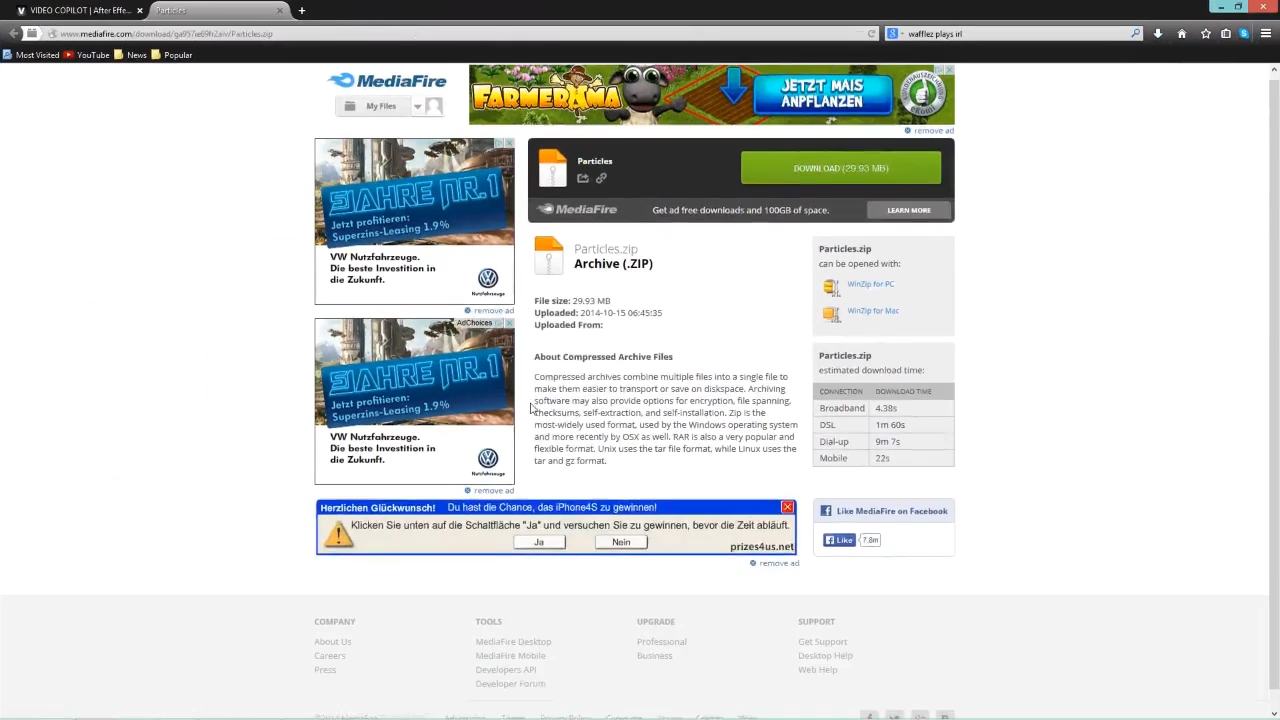 VIDEO COPILOT | After Effe...
Particles
www.mediafire.com/download/ga957ie69h2aiv/Particles.zip
wafflez plays irl
Most Visited
YouTube
News
Popular
MediaFire
My Files
FARMERAMA
JETZT MAIS
ANPFLANZEN
remove ad
5 JAHRE NR.1
Jetzt profitieren:
Superzins-Leasing 1.9%
VW Nutzfahrzeuge.
Die beste Investition in
die Zukunft.
Nutzfahrzeuge
remove ad
AdChoices
5 JAHRE NR.1
Jetzt profitieren:
Superzins-Leasing 1.9%
VW Nutzfahrzeuge.
Die beste Investition in
die Zukunft.
Nutzfahrzeuge
remove ad
Particles
DOWNLOAD (29.93 MB)
MediaFire
Get ad free downloads and 100GB of space.
LEARN MORE
Particles.zip
Archive (.ZIP)
File size: 29.93 MB
Uploaded: 2014-10-15 06:45:35
Uploaded From:
About Compressed Archive Files
Compressed archives combine multiple files into a single file to
make them easier to transport or save on diskspace. Archiving
software may also provide options for encryption, file spanning,
checksums, self-extraction, and self-installation. Zip is the
most-widely used format, used by the Windows operating system
and more recently by OSX as well. RAR is also a very popular and
flexible format. Unix uses the tar file format, while Linux uses the
tar and gz format.
Particles.zip
can be opened with:
WinZip for PC
WinZip for Mac
Particles.zip
estimated download time:
CONNECTION DOWNLOAD TIME
Broadband 4.38s
DSL 1m 60s
Dial-up 9m 7s
Mobile 22s
Herzlichen Glückwunsch! Du hast die Chance, das iPhone4S zu gewinnen!
Klicken Sie unten auf die Schaltfläche "Ja" und versuchen Sie zu gewinnen, bevor die Zeit abläuft.
Ja
Nein
prizes4us.net
remove ad
Like MediaFire on Facebook
Like
7.8m
COMPANY
About Us
Careers
Press
TOOLS
MediaFire Desktop
MediaFire Mobile
Developers API
Developer Forum
UPGRADE
Professional
Business
SUPPORT
Get Support
Desktop Help
Web Help